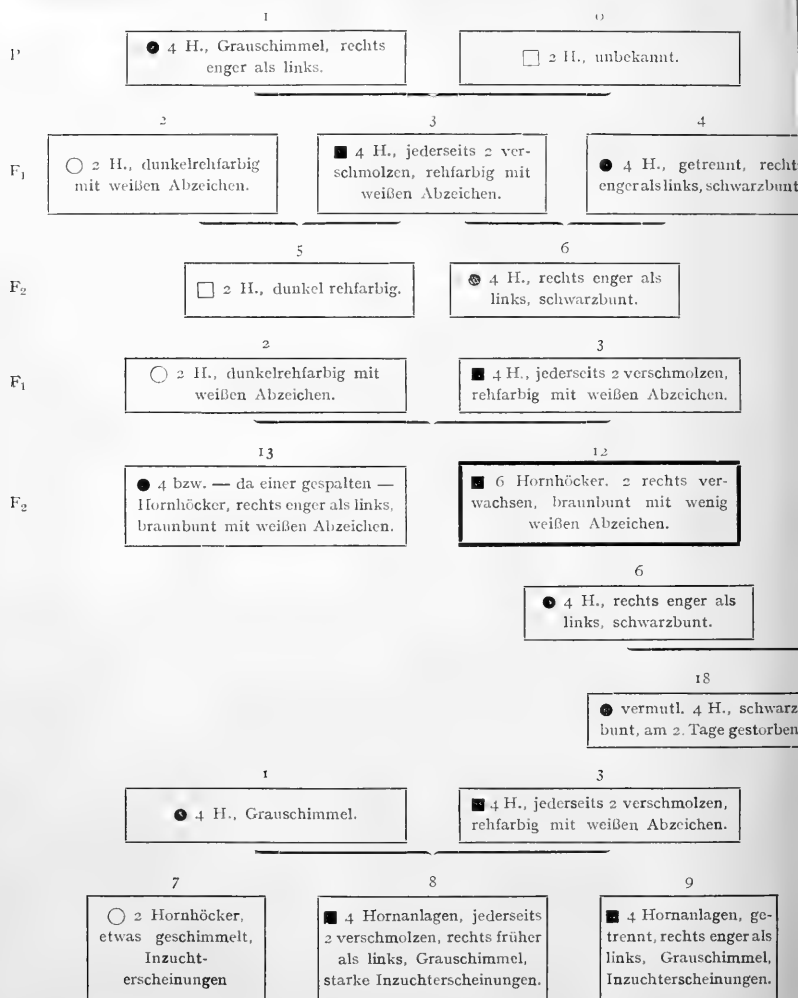 1 0
P
4 H., Grauschimmel, rechts
enger als links.
2 H., unbekannt.
2 3 4
F1
2 H., dunkelrehfarbig
mit weißen Abzeichen.
4 H., jederseits 2 ver-
schmolzen, rehfarbig mit
weißen Abzeichen.
4 H., getrennt, rechts
enger als links, schwarzbunt
5 6
F2
2 H., dunkel rehfarbig.
4 H., rechts enger als
links, schwarzbunt.
2 3
F1
2 H., dunkelrehfarbig mit
weißen Abzeichen.
4 H., jederseits 2 verschmolzen,
rehfarbig mit weißen Abzeichen.
13 12
F2
4 bzw. — da einer gespalten —
Hornhöcker, rechts enger als links,
braunbunt mit weißen Abzeichen.
6 Hornhöcker. 2 rechts ver-
wachsen, braunbunt mit wenig
weißen Abzeichen.
6
4 H., rechts enger als
links, schwarzbunt.
18
vermutl. 4 H., schwarz
bunt, am 2. Tage gestorben
1 3
4 H., Grauschimmel.
4 H., jederseits 2 verschmolzen,
rehfarbig mit weißen Abzeichen.
7 8 9
2 Hornhöcker,
etwas geschimmelt,
Inzucht-
erscheinungen
4 Hornanlagen, jederseits
2 verschmolzen, rechts früher
als links, Grauschimmel,
starke Inzuchterscheinungen.
4 Hornanlagen, ge-
trennt, rechts enger als
links, Grauschimmel,
Inzuchterscheinungen.